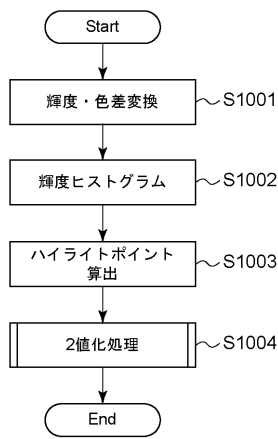 Start
輝度・色差変換 S1001
輝度ヒストグラム S1002
ハイライトポイント
算出 S1003
2値化処理 S1004
End